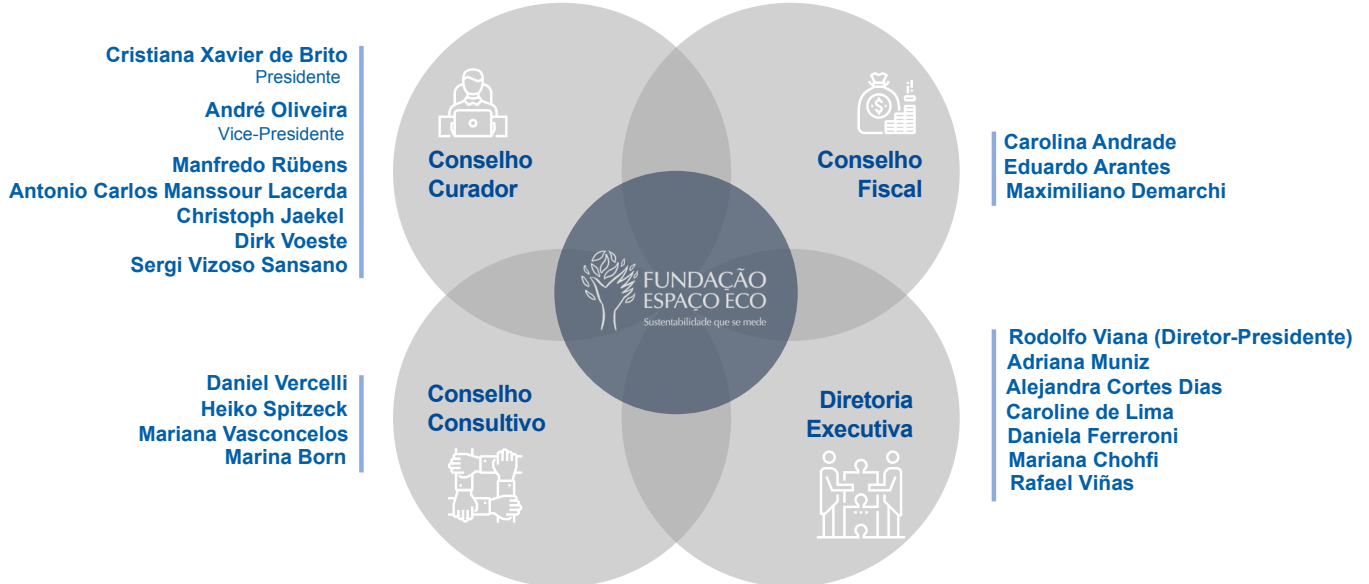 Cristiana Xavier de Brito
Presidente
André Oliveira
Vice-Presidente
Manfredo Rübens
Antonio Carlos Manssour Lacerda
Christoph Jaekel
Dirk Voeste
Sergi Vizoso Sansano
Conselho
Curador
Conselho
Fiscal
Carolina Andrade
Eduardo Arantes
Maximiliano Demarchi
FUNDAÇÃO
ESPAÇO ECO
Sustentabilidade que se mede
Daniel Vercelli
Heiko Spitzeck
Mariana Vasconcelos
Marina Born
Conselho
Consultivo
Diretoria
Executiva
Rodolfo Viana (Diretor-Presidente)
Adriana Muniz
Alejandra Cortes Dias
Caroline de Lima
Daniela Ferreroni
Mariana Chohfi
Rafael Viñas